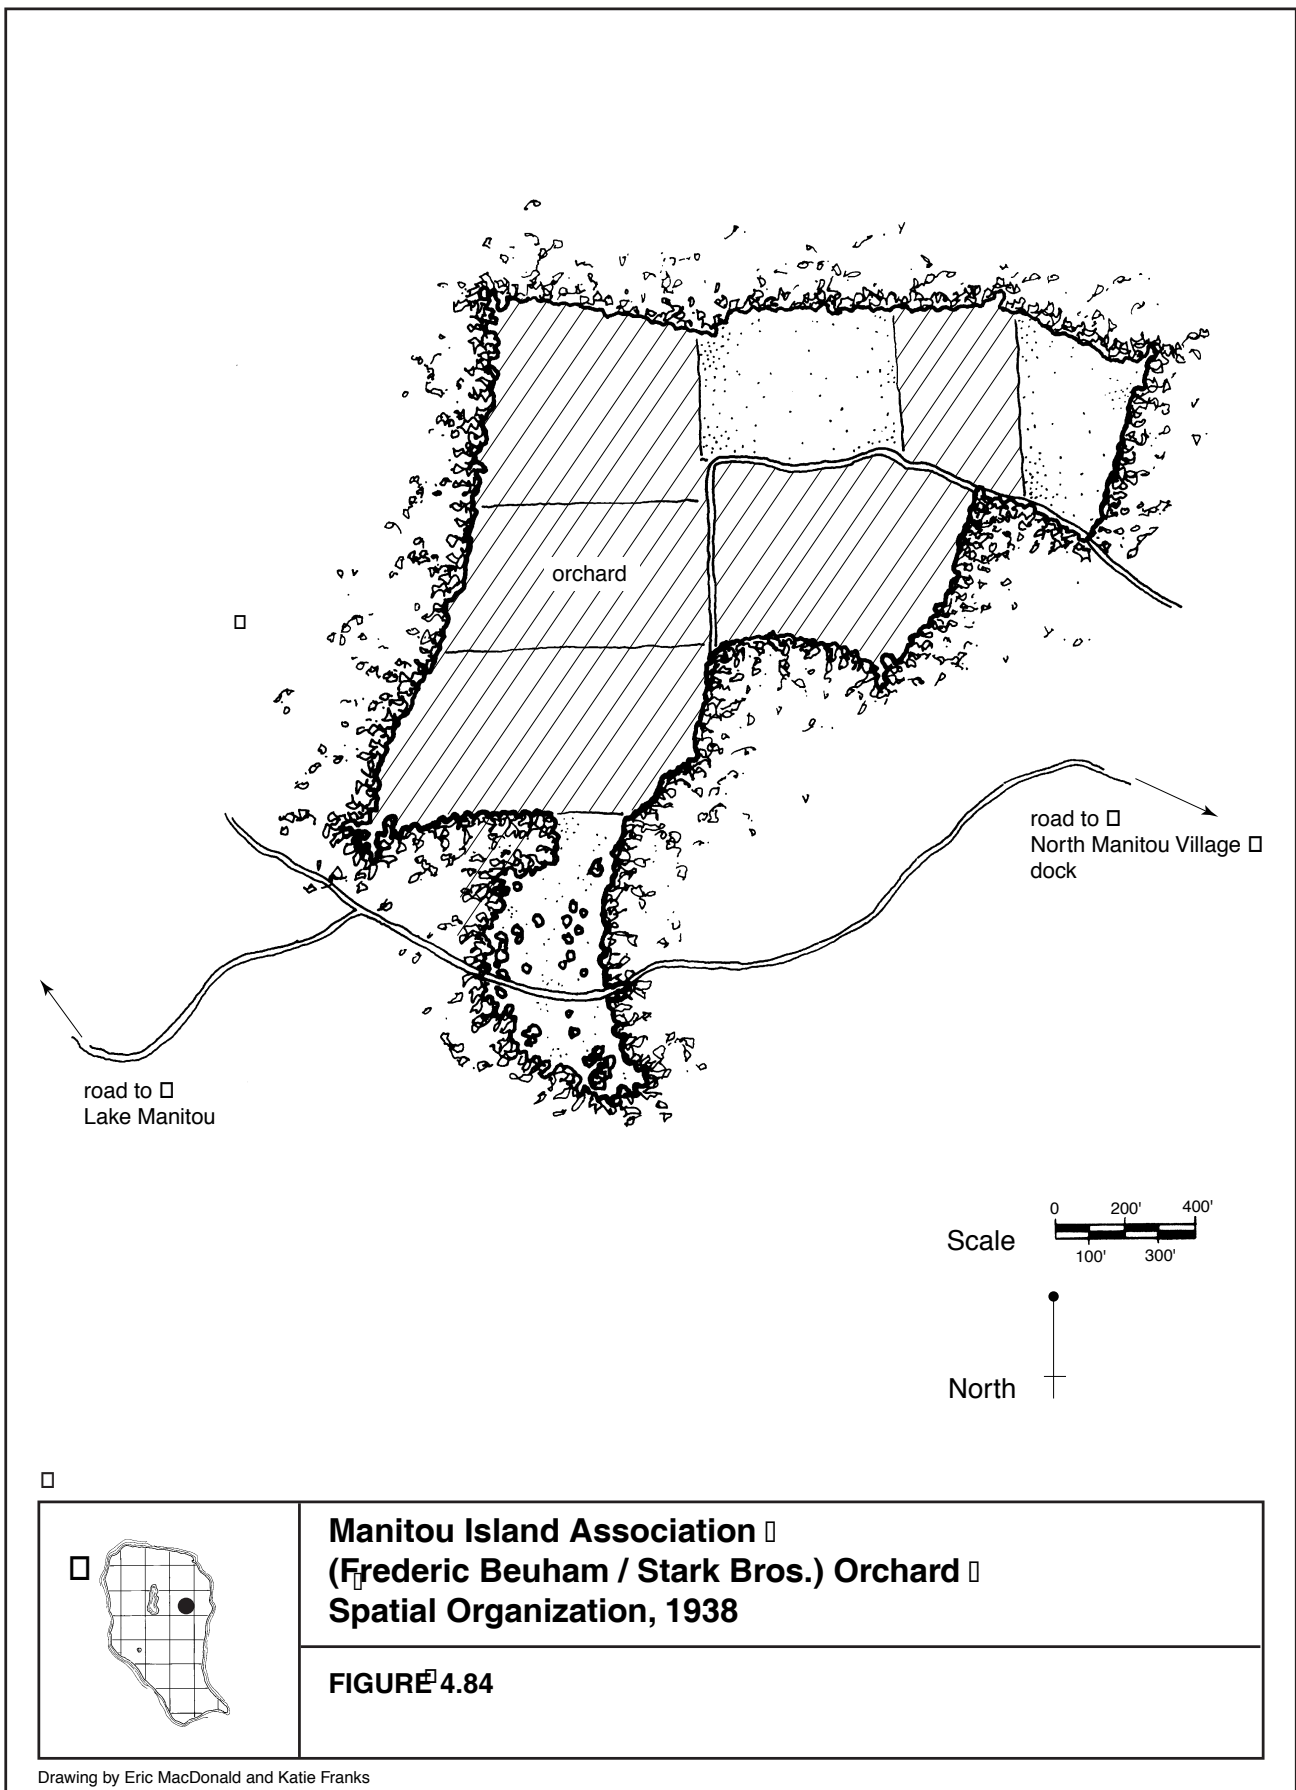 orchard
road to
North Manitou Village
dock
road to
Lake Manitou
0 200' 400'
Scale
100' 300'
North
Manitou Island Association
(Frederic Beuham / Stark Bros.) Orchard
Spatial Organization, 1938
FIGURE 4.84
Drawing by Eric MacDonald and Katie Franks